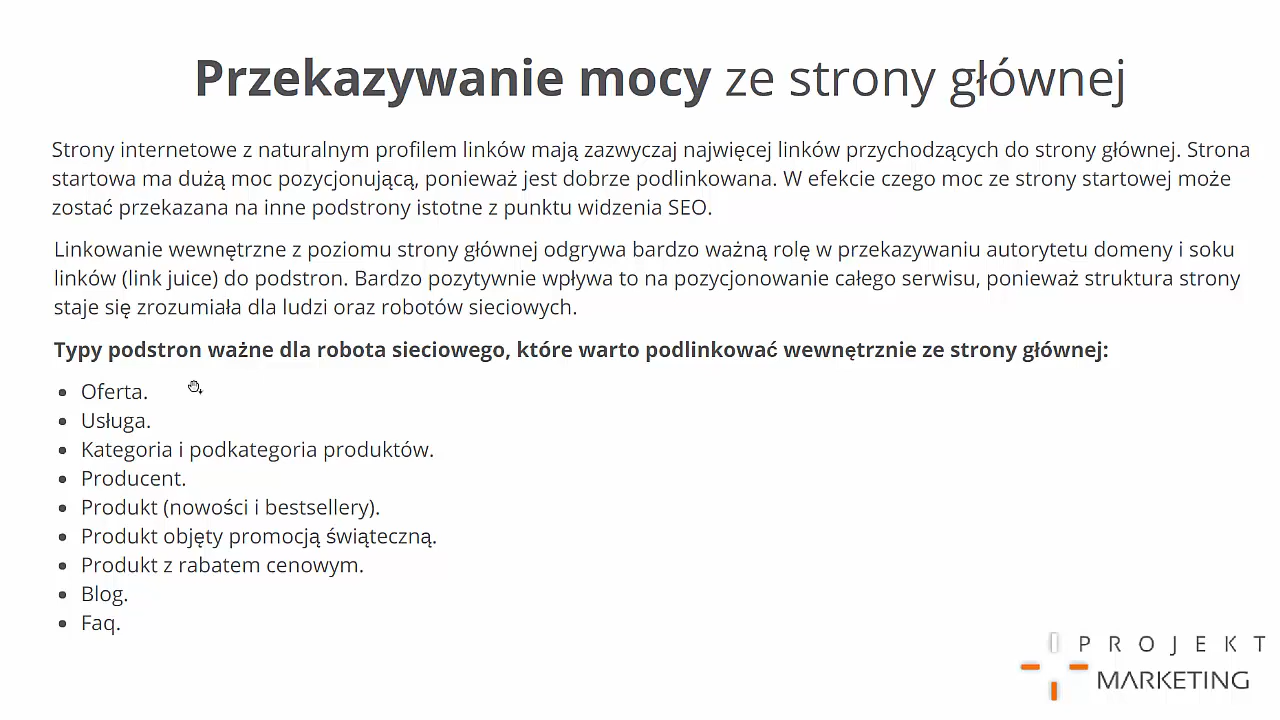 Przekazywanie mocy ze strony głównej
Strony internetowe z naturalnym profilem linków mają zazwyczaj najwięcej linków przychodzących do strony głównej. Strona
startowa ma dużą moc pozycjonującą, ponieważ jest dobrze podlinkowana. W efekcie czego moc ze strony startowej może
zostać przekazana na inne podstrony istotne z punktu widzenia SEO.
Linkowanie wewnętrzne z poziomu strony głównej odgrywa bardzo ważną rolę w przekazywaniu autorytetu domeny i soku
linków (link juice) do podstron. Bardzo pozytywnie wpływa to na pozycjonowanie całego serwisu, ponieważ struktura strony
staje się zrozumiała dla ludzi oraz robotów sieciowych.
Typy podstron ważne dla robota sieciowego, które warto podlinkować wewnętrznie ze strony głównej:
• Oferta.
• Usługa.
• Kategoria i podkategoria produktów.
• Producent.
• Produkt (nowości i bestsellery).
• Produkt objęty promocją świąteczną.
• Produkt z rabatem cenowym.
• Blog.
• Faq.
PROJEKT
MARKETING